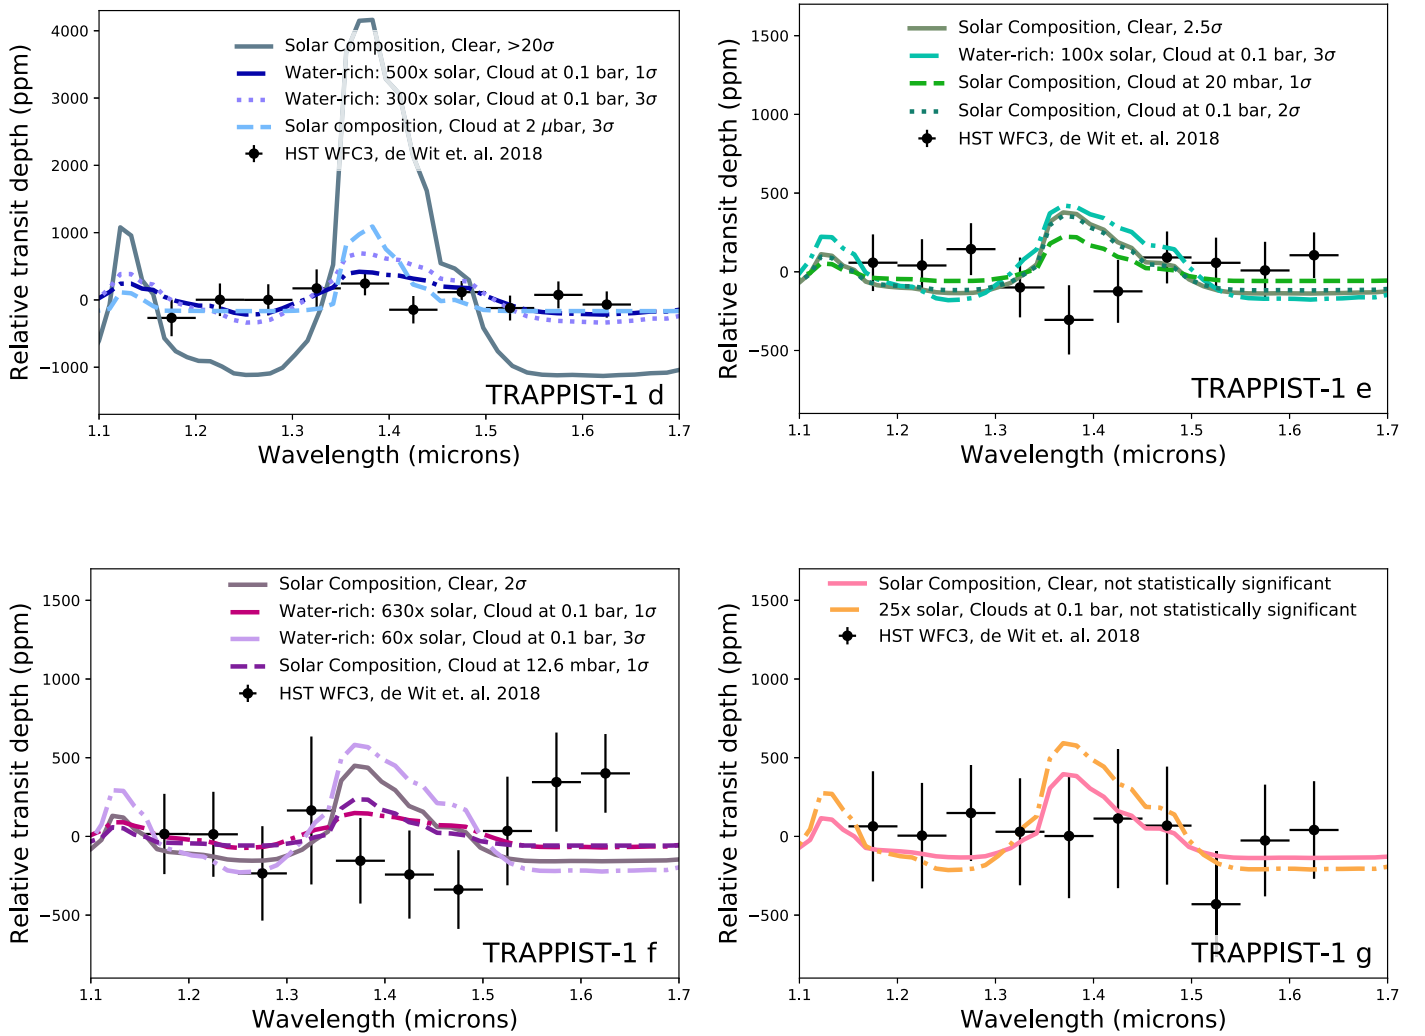 Relative transit depth (ppm)
4000
3000
2000
1000
0
−1000
Solar Composition, Clear, >20σ
Water-rich: 500x solar, Cloud at 0.1 bar, 1σ
Water-rich: 300x solar, Cloud at 0.1 bar, 3σ
Solar composition, Cloud at 2 μbar, 3σ
HST WFC3, de Wit et. al. 2018
TRAPPIST-1 d
1.1 1.2 1.3 1.4 1.5 1.6 1.7
Wavelength (microns)
Relative transit depth (ppm)
1500
1000
500
0
−500
Solar Composition, Clear, 2.5σ
Water-rich: 100x solar, Cloud at 0.1 bar, 3σ
Solar Composition, Cloud at 20 mbar, 1σ
Solar Composition, Cloud at 0.1 bar, 2σ
HST WFC3, de Wit et. al. 2018
TRAPPIST-1 e
1.1 1.2 1.3 1.4 1.5 1.6 1.7
Wavelength (microns)
Relative transit depth (ppm)
1500
1000
500
0
−500
Solar Composition, Clear, 2σ
Water-rich: 630x solar, Cloud at 0.1 bar, 1σ
Water-rich: 60x solar, Cloud at 0.1 bar, 3σ
Solar Composition, Cloud at 12.6 mbar, 1σ
HST WFC3, de Wit et. al. 2018
TRAPPIST-1 f
1.1 1.2 1.3 1.4 1.5 1.6 1.7
Wavelength (microns)
Relative transit depth (ppm)
1500
1000
500
0
−500
Solar Composition, Clear, not statistically significant
25x solar, Clouds at 0.1 bar, not statistically significant
HST WFC3, de Wit et. al. 2018
TRAPPIST-1 g
1.1 1.2 1.3 1.4 1.5 1.6 1.7
Wavelength (microns)